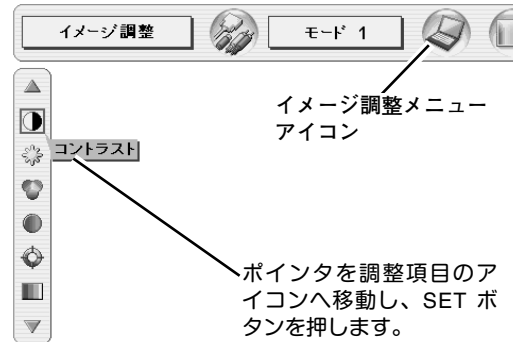 イメージ調整
モード 1
イメージ調整メニュー
アイコン
コントラスト
ポインタを調整項目のア
イコンへ移動し、SET ボ
タンを押します。